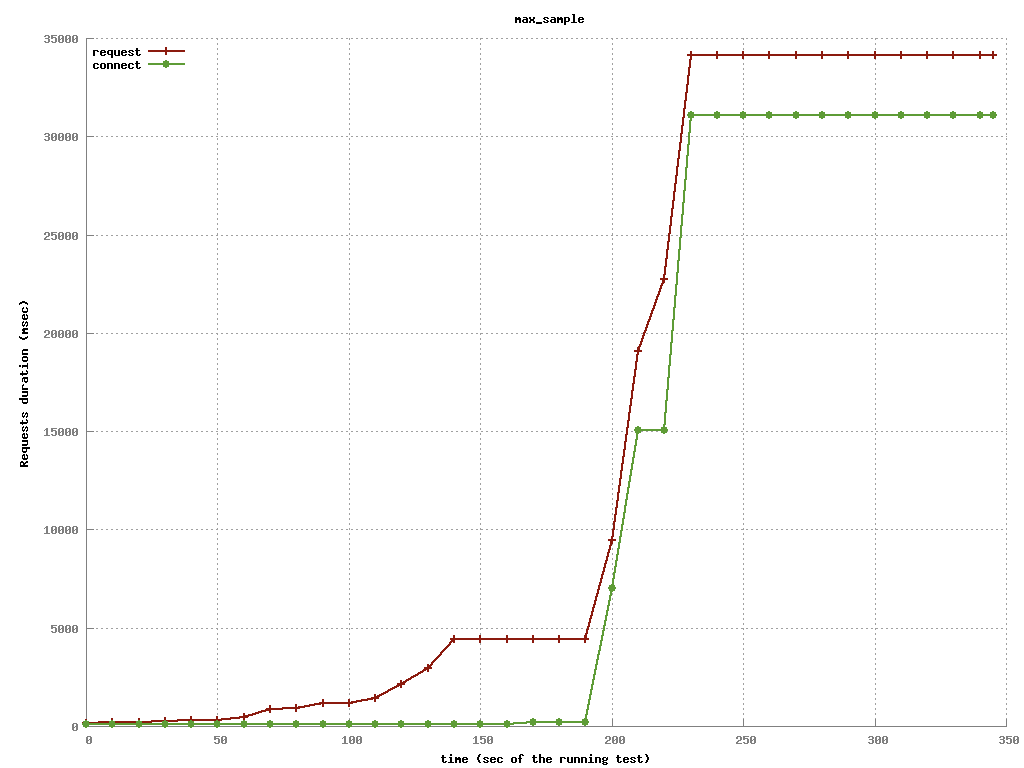 max_sample
request
connect
35000
30000
25000
20000
15000
10000
5000
0
Requests duration (msec)
0 50 100 150 200 250 300 350
time (sec of the running test)